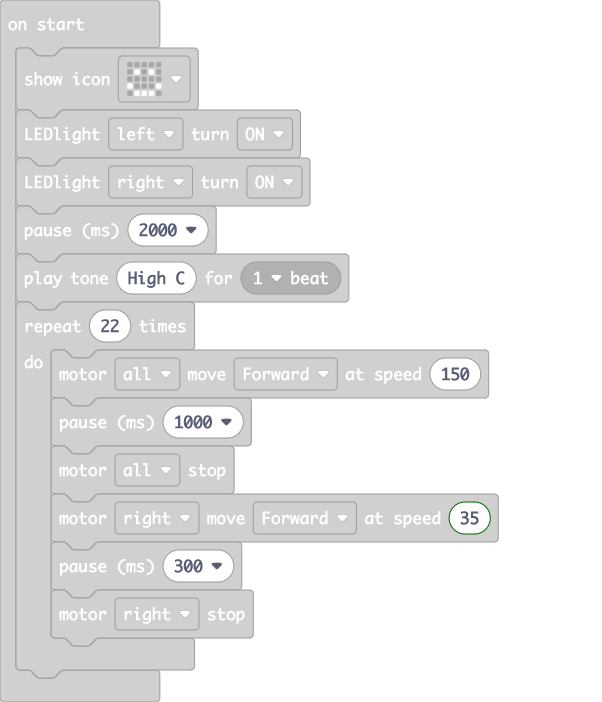 on start
show icon
LEDlight left turn ON
LEDlight right turn ON
pause (ms) 2000
play tone High C for 1 beat
repeat 22 times
do
motor all move Forward at speed 150
pause (ms) 1000
motor all stop
motor right move Forward at speed 35
pause (ms) 300
motor right stop